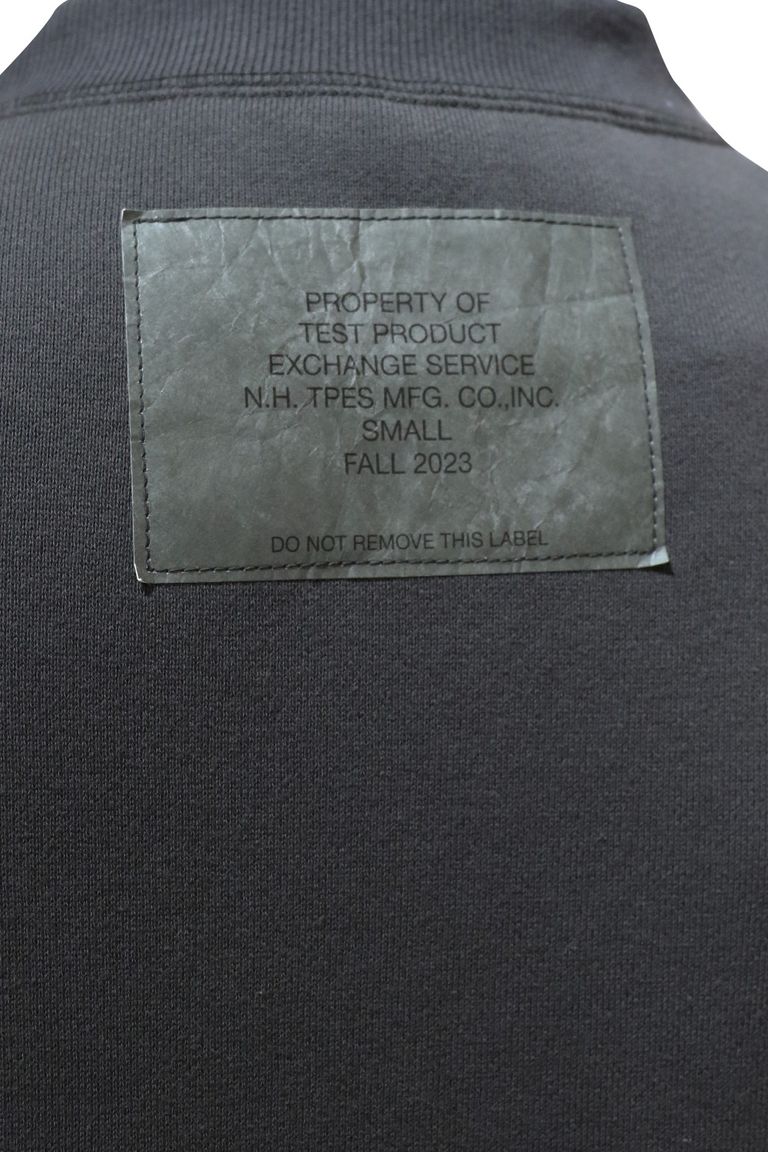 PROPERTY OF
TEST PRODUCT
EXCHANGE SERVICE
N.H. TPES MFG. CO.,INC.
SMALL
FALL 2023
DO NOT REMOVE THIS LABEL